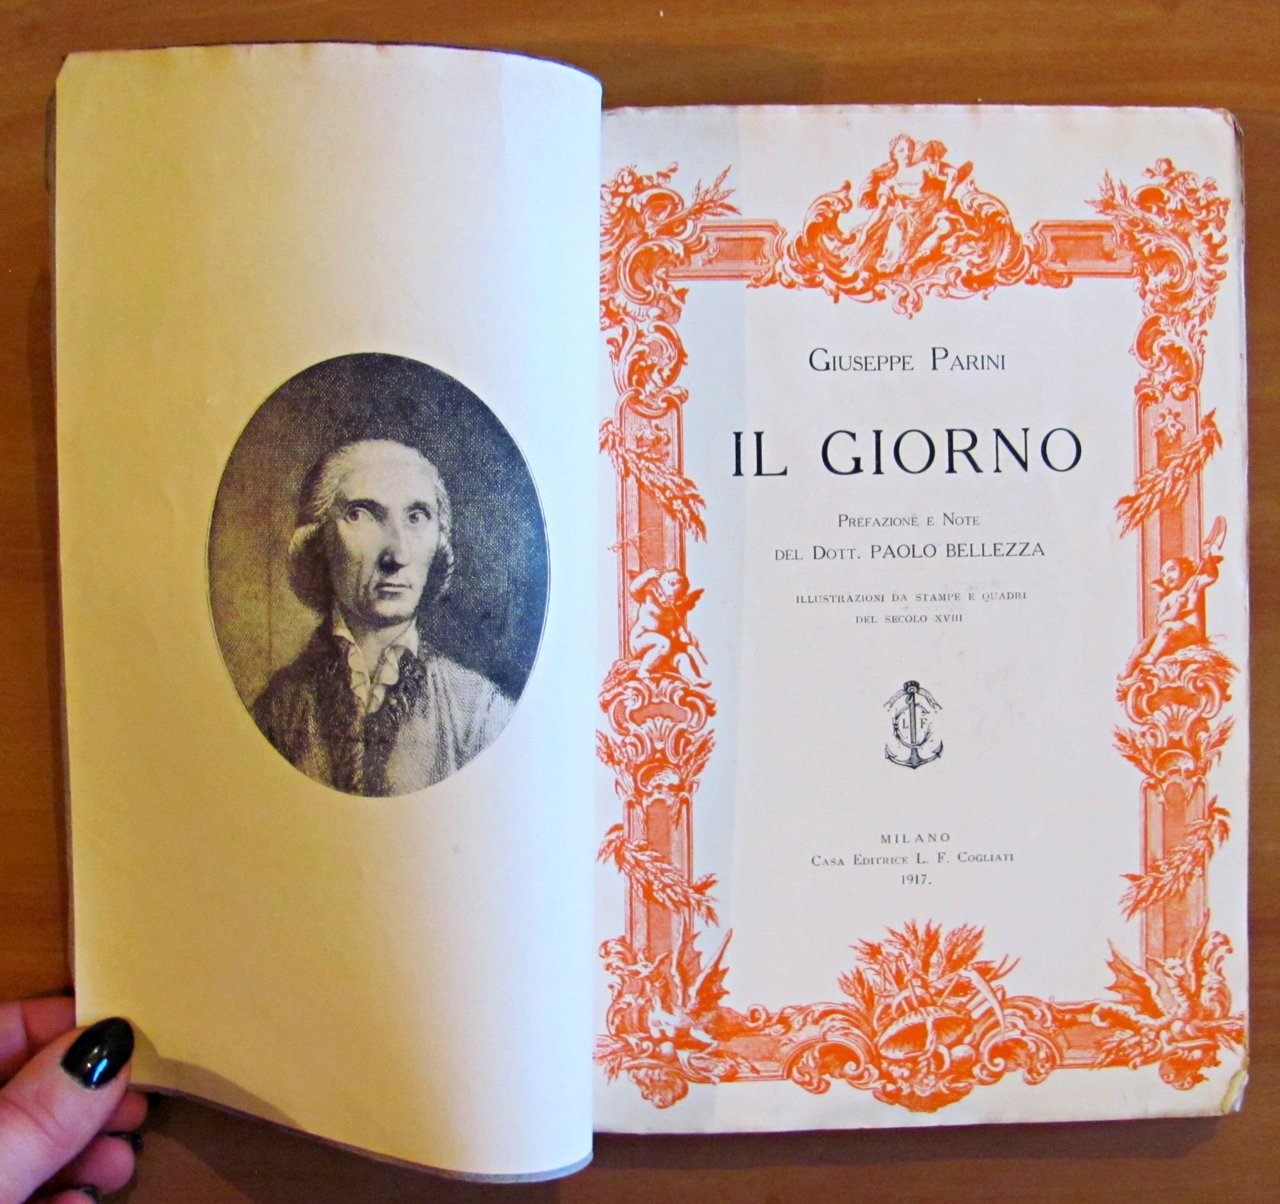 GIUSEPPE PARINI
IL GIORNO
PREFAZIONE E NOTE
DEL DOTT. PAOLO BELLEZZA
ILLUSTRAZIONI DA STAMPE E QUADRI
DEL SECOLO XVIII
L F
MILANO
CASA EDITRICE L. F. COGLIATI
1917.